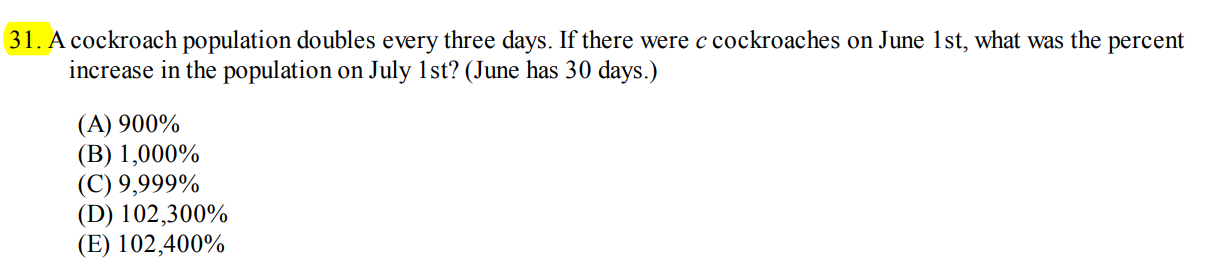 31. A cockroach population doubles every three days. If there were c cockroaches on June 1st, what was the percent
increase in the population on July 1st? (June has 30 days.)
(A) 900%
(B) 1,000%
(C) 9,999%
(D) 102,300%
(E) 102,400%